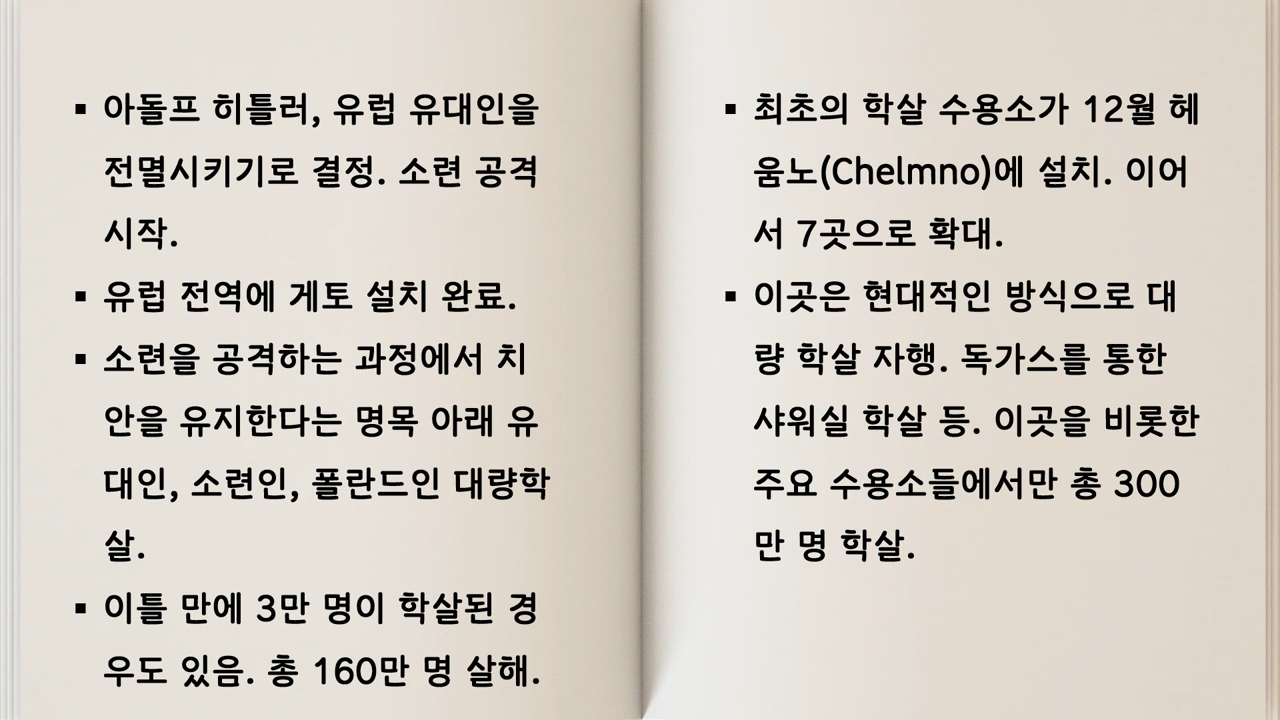 ▪ 아돌프 히틀러, 유럽 유대인을
전멸시키기로 결정. 소련 공격
시작.
▪ 유럽 전역에 게토 설치 완료.
▪ 소련을 공격하는 과정에서 치
안을 유지한다는 명목 아래 유
대인, 소련인, 폴란드인 대량학
살.
▪ 이틀 만에 3만 명이 학살된 경
우도 있음. 총 160만 명 살해.
▪ 최초의 학살 수용소가 12월 헤
움노(Chelmno)에 설치. 이어
서 7곳으로 확대.
▪ 이곳은 현대적인 방식으로 대
량 학살 자행. 독가스를 통한
샤워실 학살 등. 이곳을 비롯한
주요 수용소들에서만 총 300
만 명 학살.